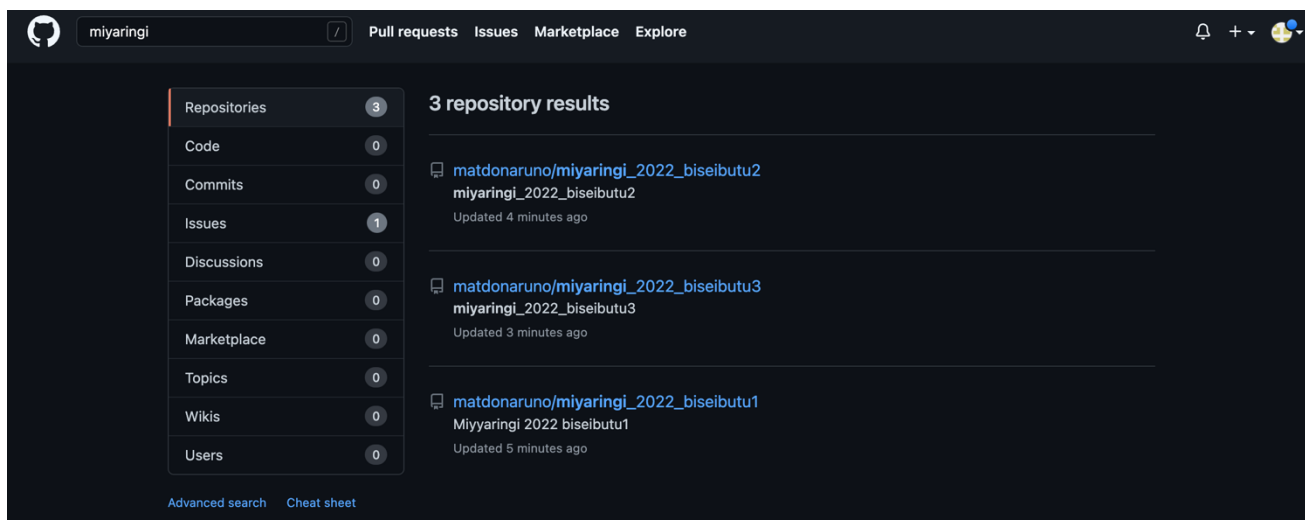 miyaringi / Pull requests Issues Marketplace Explore
Repositories 3
Code 0
Commits 0
Issues 1
Discussions 0
Packages 0
Marketplace 0
Topics 0
Wikis 0
Users 0
Advanced search Cheat sheet
3 repository results
matdonaruno/miyaringi_2022_biseibutu2
miyaringi_2022_biseibutu2
Updated 4 minutes ago
matdonaruno/miyaringi_2022_biseibutu3
miyaringi_2022_biseibutu3
Updated 3 minutes ago
matdonaruno/miyaringi_2022_biseibutu1
Miyyaringi 2022 biseibutu1
Updated 5 minutes ago